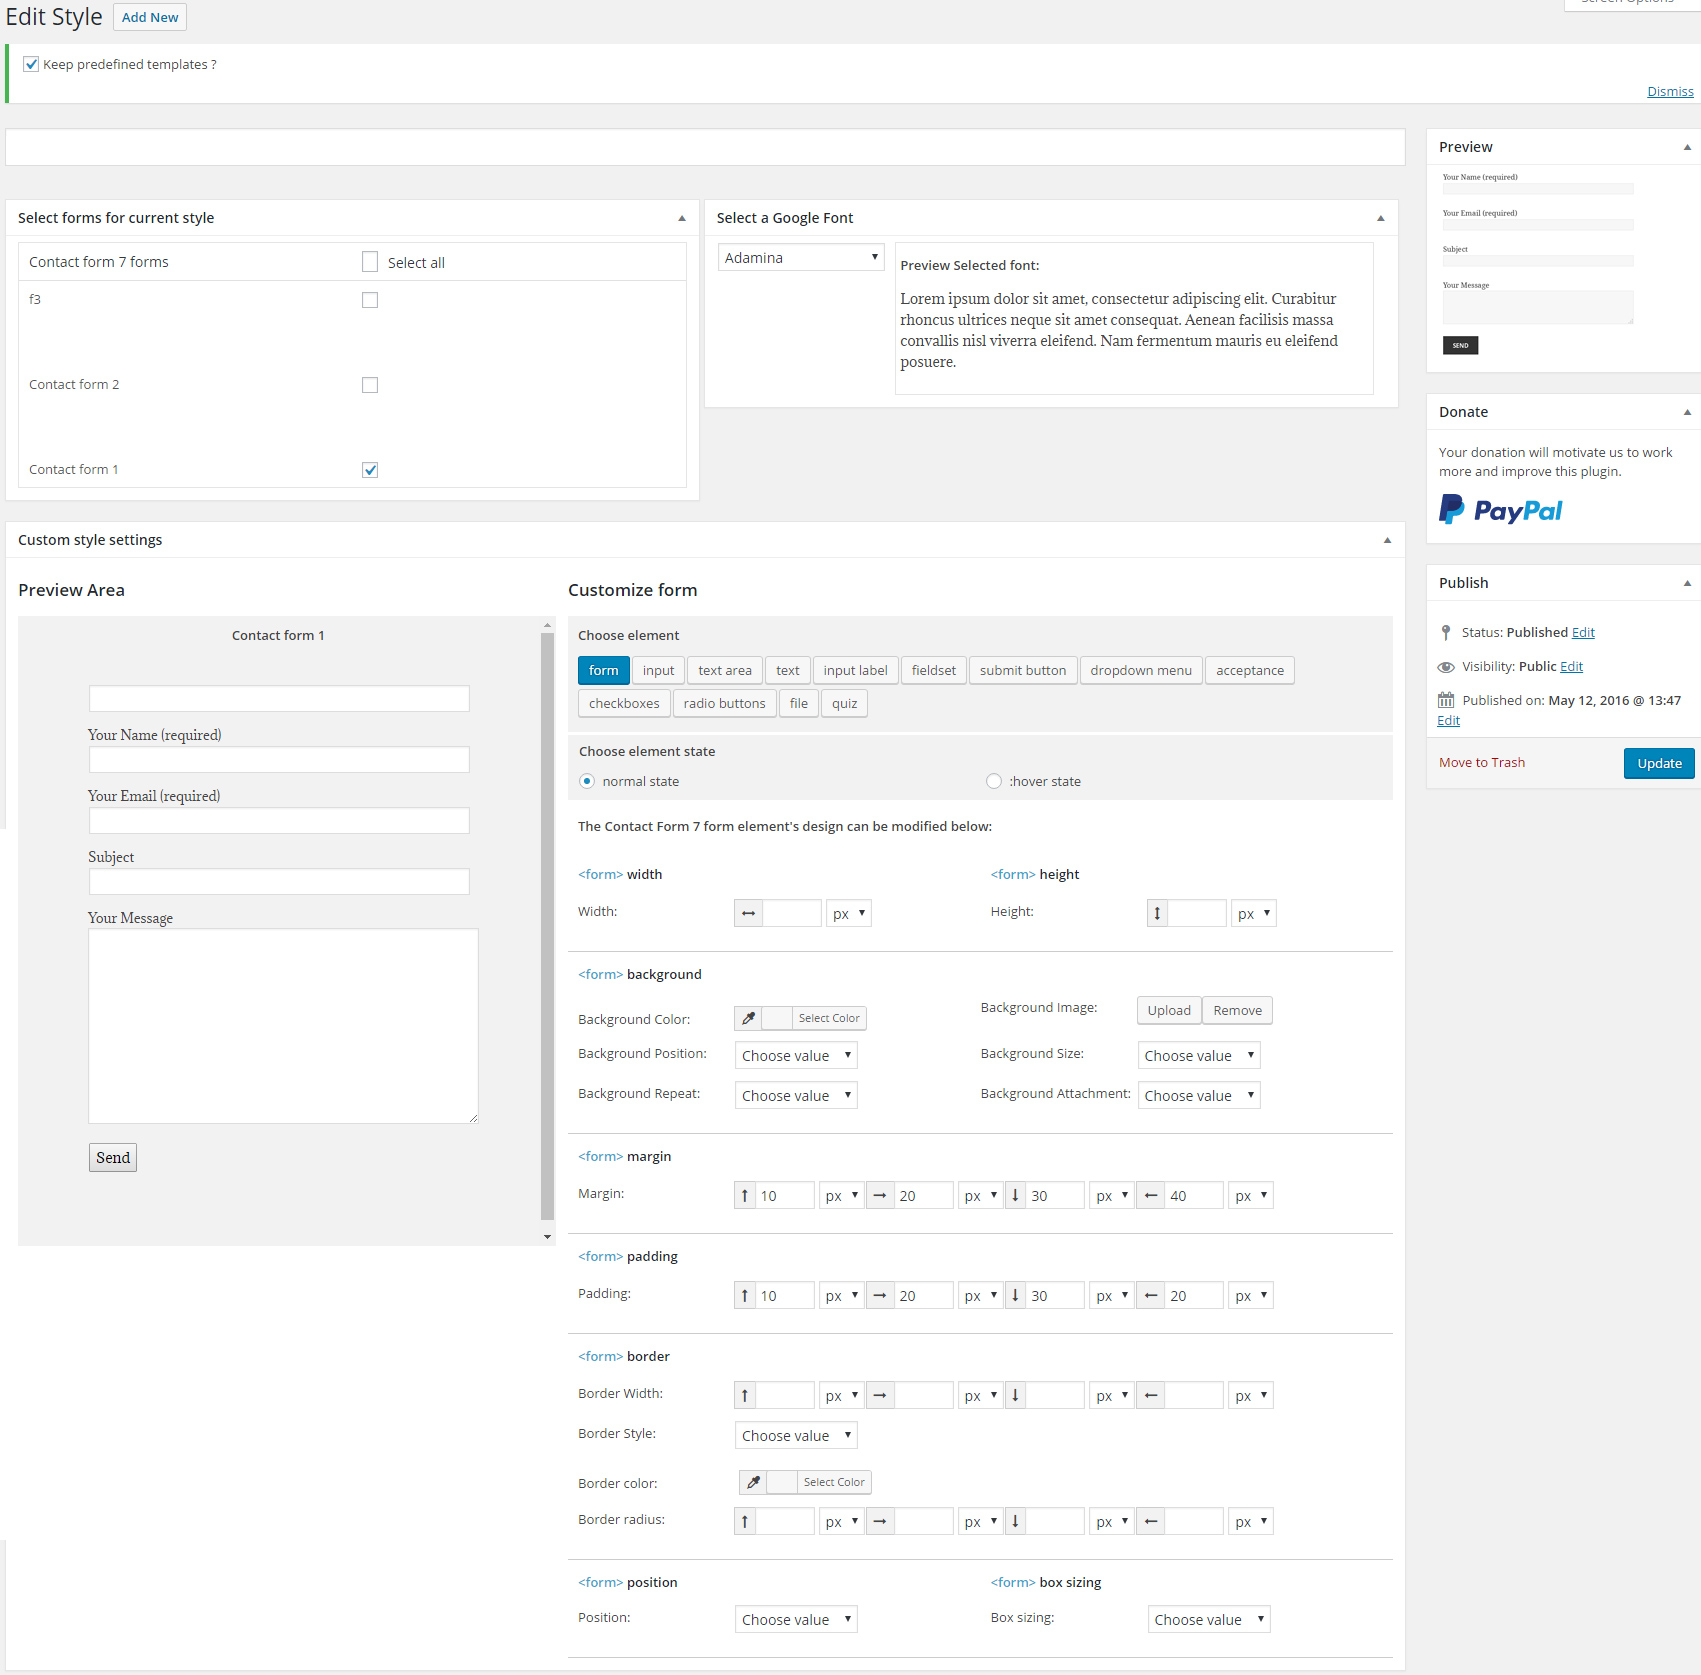 Edit Style Add New
Screen Options
Keep predefined templates ?
Dismiss
Select forms for current style
Contact form 7 forms Select all
f3
Contact form 2
Contact form 1
Select a Google Font
Adamina
Preview Selected font:
Lorem ipsum dolor sit amet, consectetur adipiscing elit. Curabitur
rhoncus ultrices neque sit amet consequat. Aenean facilisis massa
convallis nisl viverra eleifend. Nam fermentum mauris eu eleifend
posuere.
Custom style settings
Preview Area
Contact form 1
Your Name (required)
Your Email (required)
Subject
Your Message
Send
Customize form
Choose element
form input text area text input label fieldset submit button dropdown menu acceptance
checkboxes radio buttons file quiz
Choose element state
normal state :hover state
The Contact Form 7 form element's design can be modified below:
<form> width <form> height
Width: px Height: px
<form> background
Background Color: Select Color Background Image: Upload Remove
Background Position: Choose value Background Size: Choose value
Background Repeat: Choose value Background Attachment: Choose value
<form> margin
Margin: 10 px 20 px 30 px 40 px
<form> padding
Padding: 10 px 20 px 30 px 20 px
<form> border
Border Width: px px px px
Border Style: Choose value
Border color: Select Color
Border radius: px px px px
<form> position <form> box sizing
Position: Choose value Box sizing: Choose value
Preview
Your Name (required)
Your Email (required)
Subject
Your Message
SEND
Donate
Your donation will motivate us to work
more and improve this plugin.
PayPal
Publish
Status: Published Edit
Visibility: Public Edit
Published on: May 12, 2016 @ 13:47
Edit
Move to Trash Update